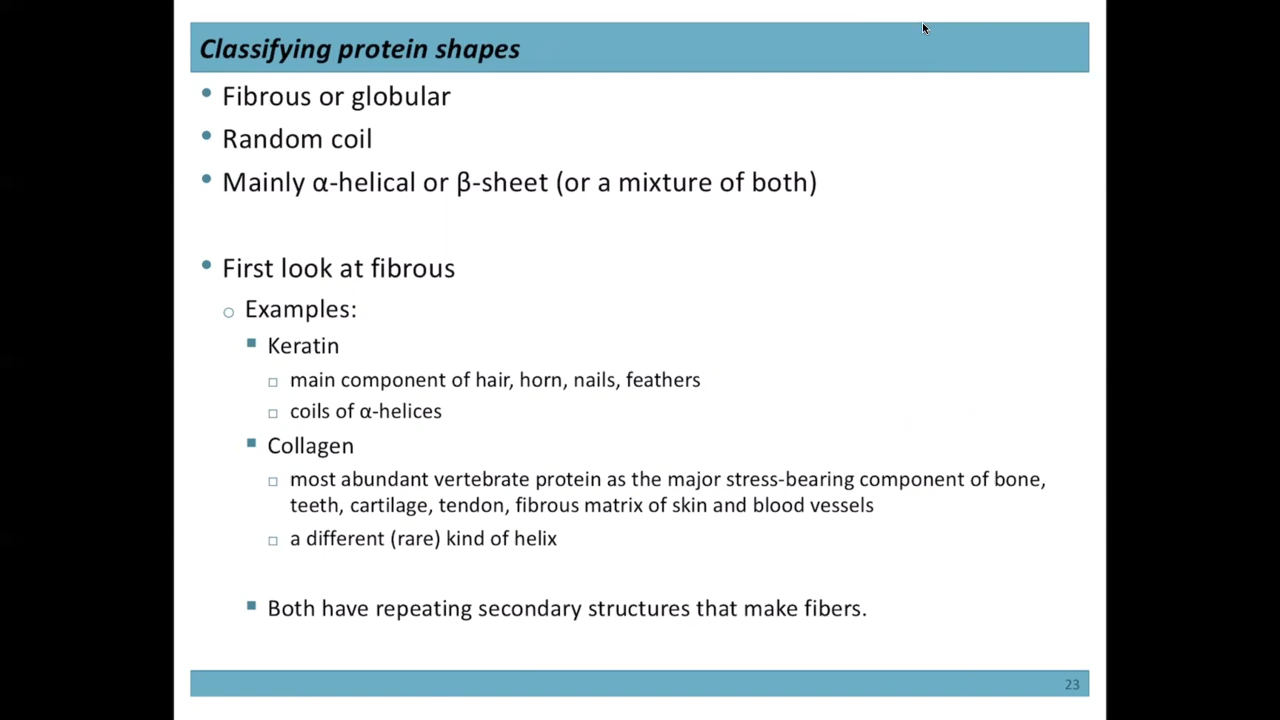 Classifying protein shapes
Fibrous or globular
Random coil
Mainly α-helical or β-sheet (or a mixture of both)
First look at fibrous
Examples:
Keratin
main component of hair, horn, nails, feathers
coils of α-helices
Collagen
most abundant vertebrate protein as the major stress-bearing component of bone,
teeth, cartilage, tendon, fibrous matrix of skin and blood vessels
a different (rare) kind of helix
Both have repeating secondary structures that make fibers.
23